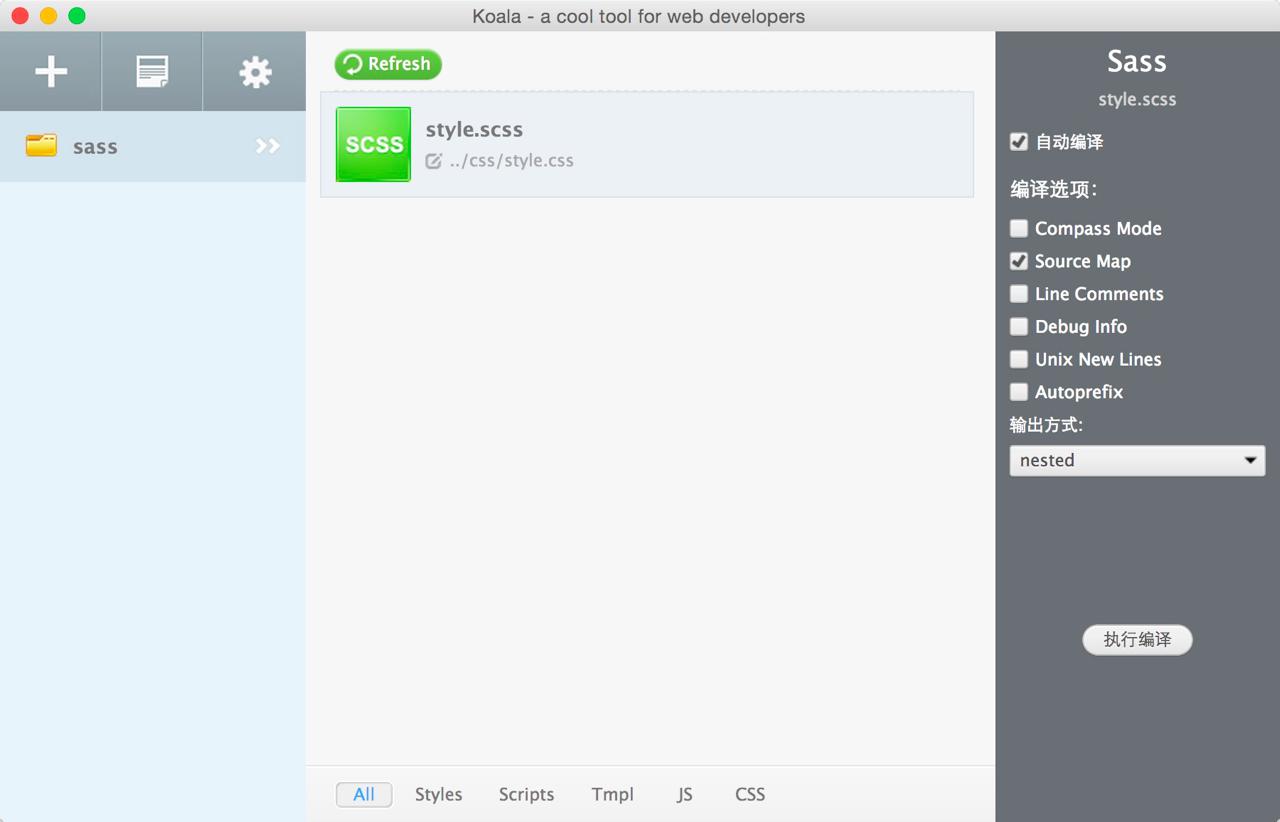 Koala - a cool tool for web developers
sass
Refresh
SCSS
style.scss
../css/style.css
All
Styles
Scripts
Tmpl
JS
CSS
Sass
style.scss
自动编译
编译选项:
Compass Mode
Source Map
Line Comments
Debug Info
Unix New Lines
Autoprefix
输出方式:
nested
执行编译